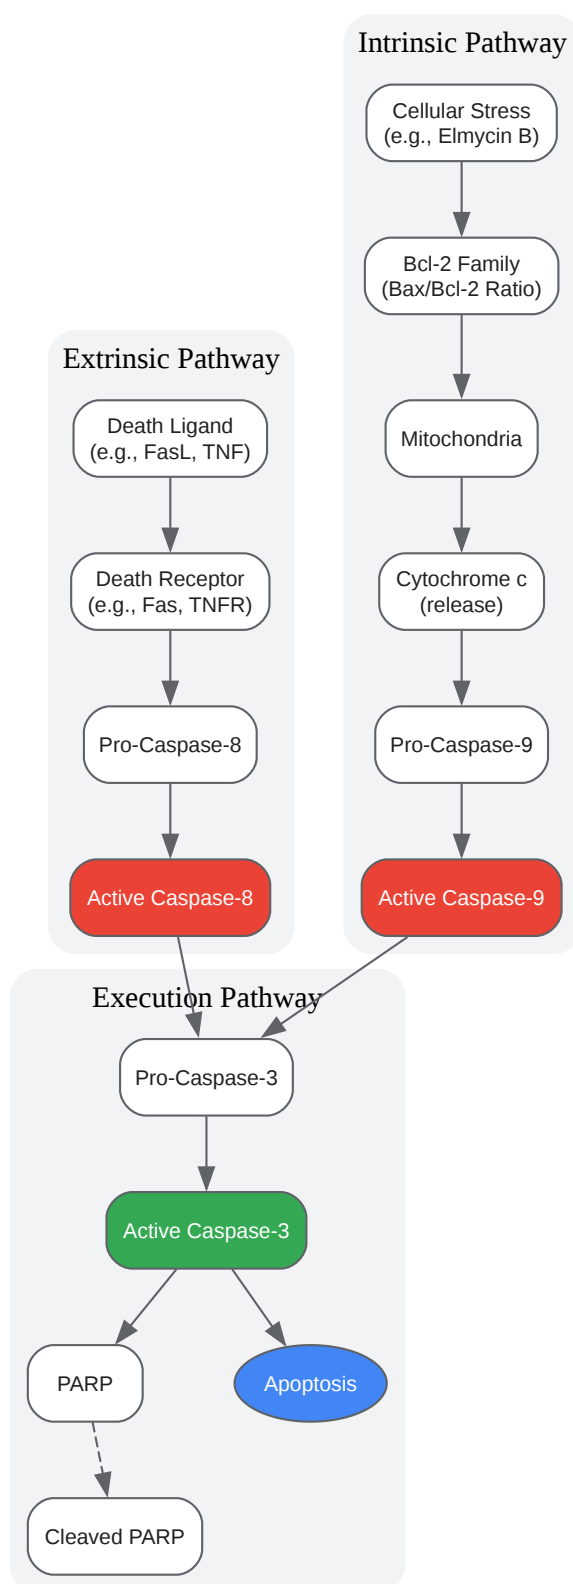 Intrinsic Pathway
Cellular Stress
(e.g., Elmycin B)
Bcl-2 Family
(Bax/Bcl-2 Ratio)
Mitochondria
Cytochrome c
(release)
Pro-Caspase-9
Active Caspase-9
Extrinsic Pathway
Death Ligand
(e.g., FasL, TNF)
Death Receptor
(e.g., Fas, TNFR)
Pro-Caspase-8
Active Caspase-8
Execution Pathway
Pro-Caspase-3
Active Caspase-3
PARP
Apoptosis
Cleaved PARP